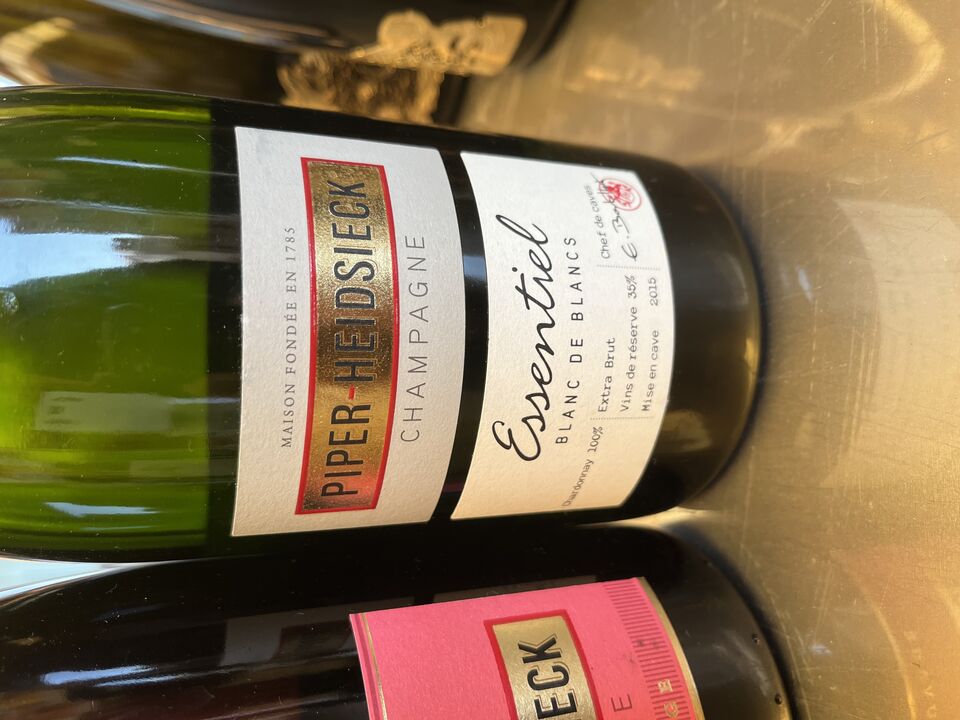 MAISON FONDÉE EN 1785
PIPER-HEIDSIECK
CHAMPAGNE
Essentiel
BLANC DE BLANCS
Chardonnay 100%
Extra Brut
Vins de réserve 35%
Mise en cave 2015
Chef de caves
ECK
E